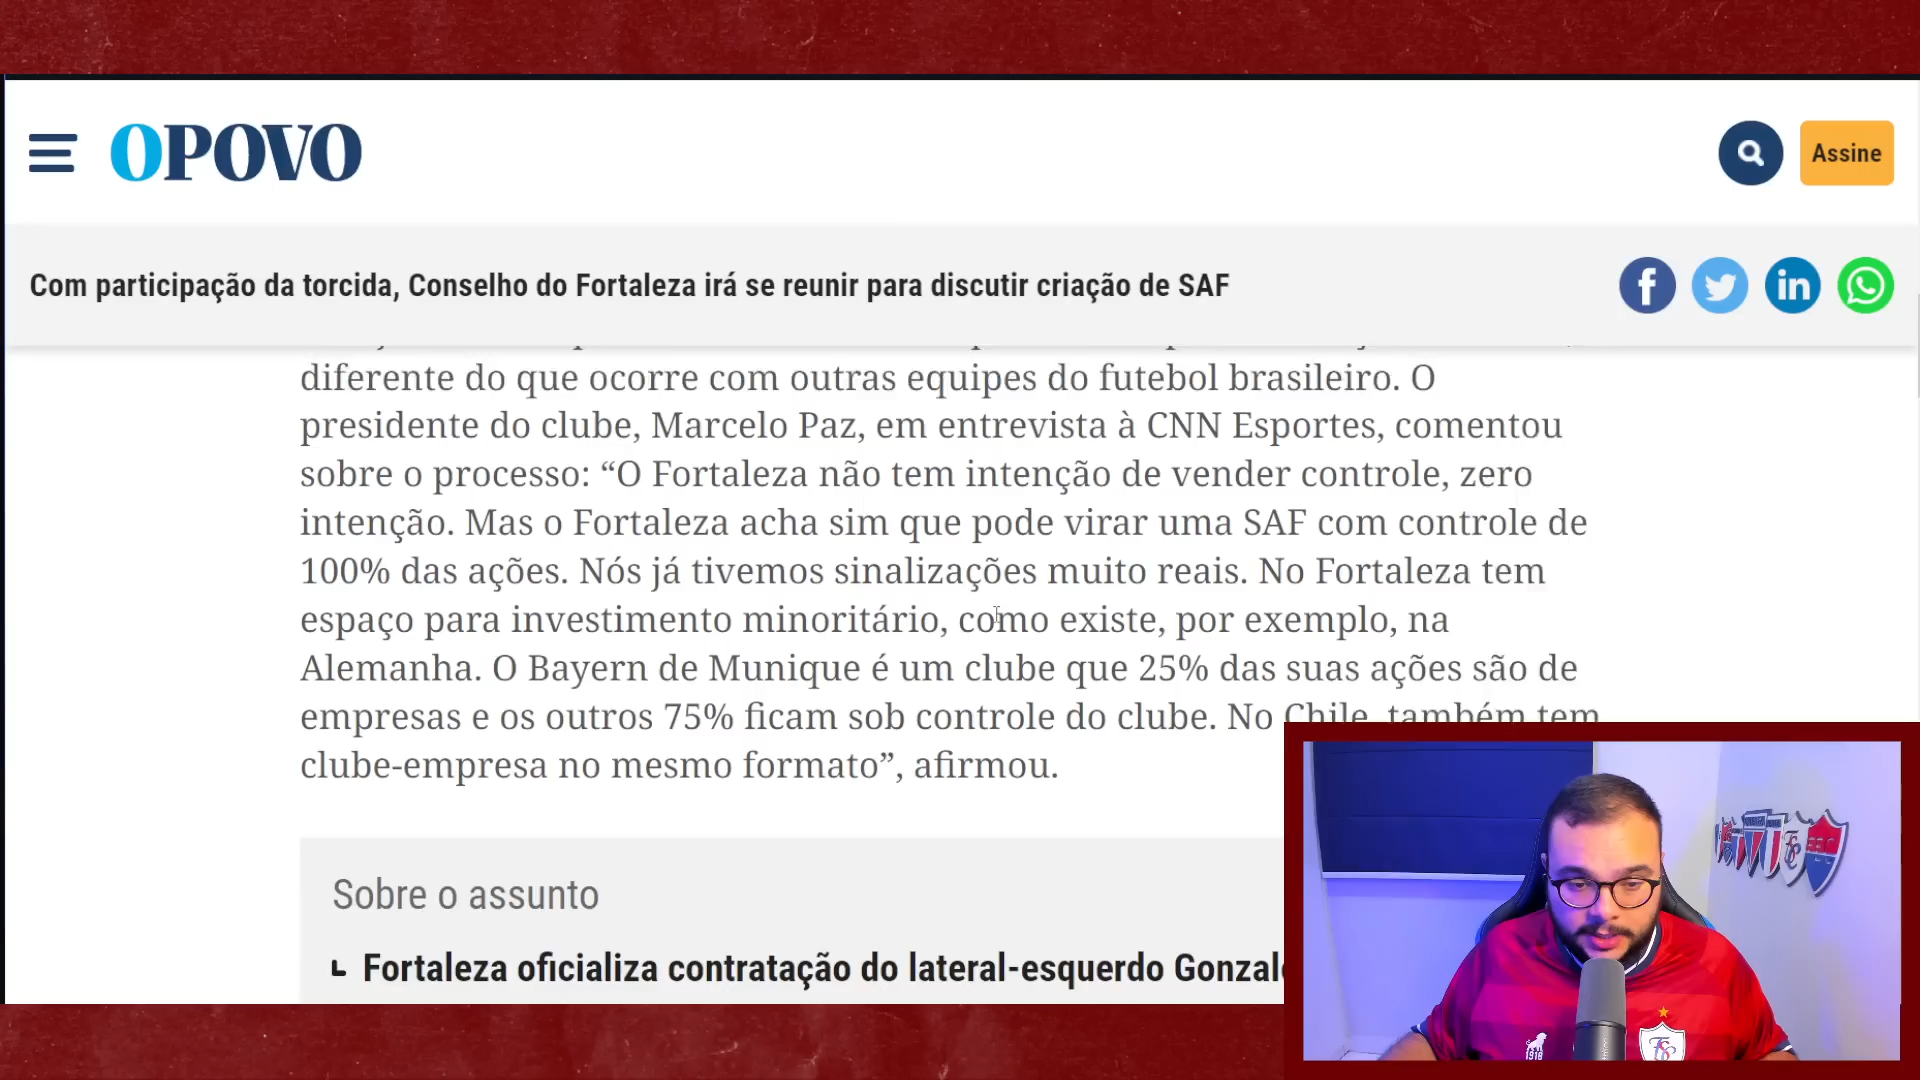 OPOVO
Assine
Com participação da torcida, Conselho do Fortaleza irá se reunir para discutir criação de SAF
diferente do que ocorre com outras equipes do futebol brasileiro. O
presidente do clube, Marcelo Paz, em entrevista à CNN Esportes, comentou
sobre o processo: “O Fortaleza não tem intenção de vender controle, zero
intenção. Mas o Fortaleza acha sim que pode virar uma SAF com controle de
100% das ações. Nós já tivemos sinalizações muito reais. No Fortaleza tem
espaço para investimento minoritário, como existe, por exemplo, na
Alemanha. O Bayern de Munique é um clube que 25% das suas ações são de
empresas e os outros 75% ficam sob controle do clube. No Chile, também tem
clube-empresa no mesmo formato”, afirmou.
Sobre o assunto
Fortaleza oficializa contratação do lateral-esquerdo
1918